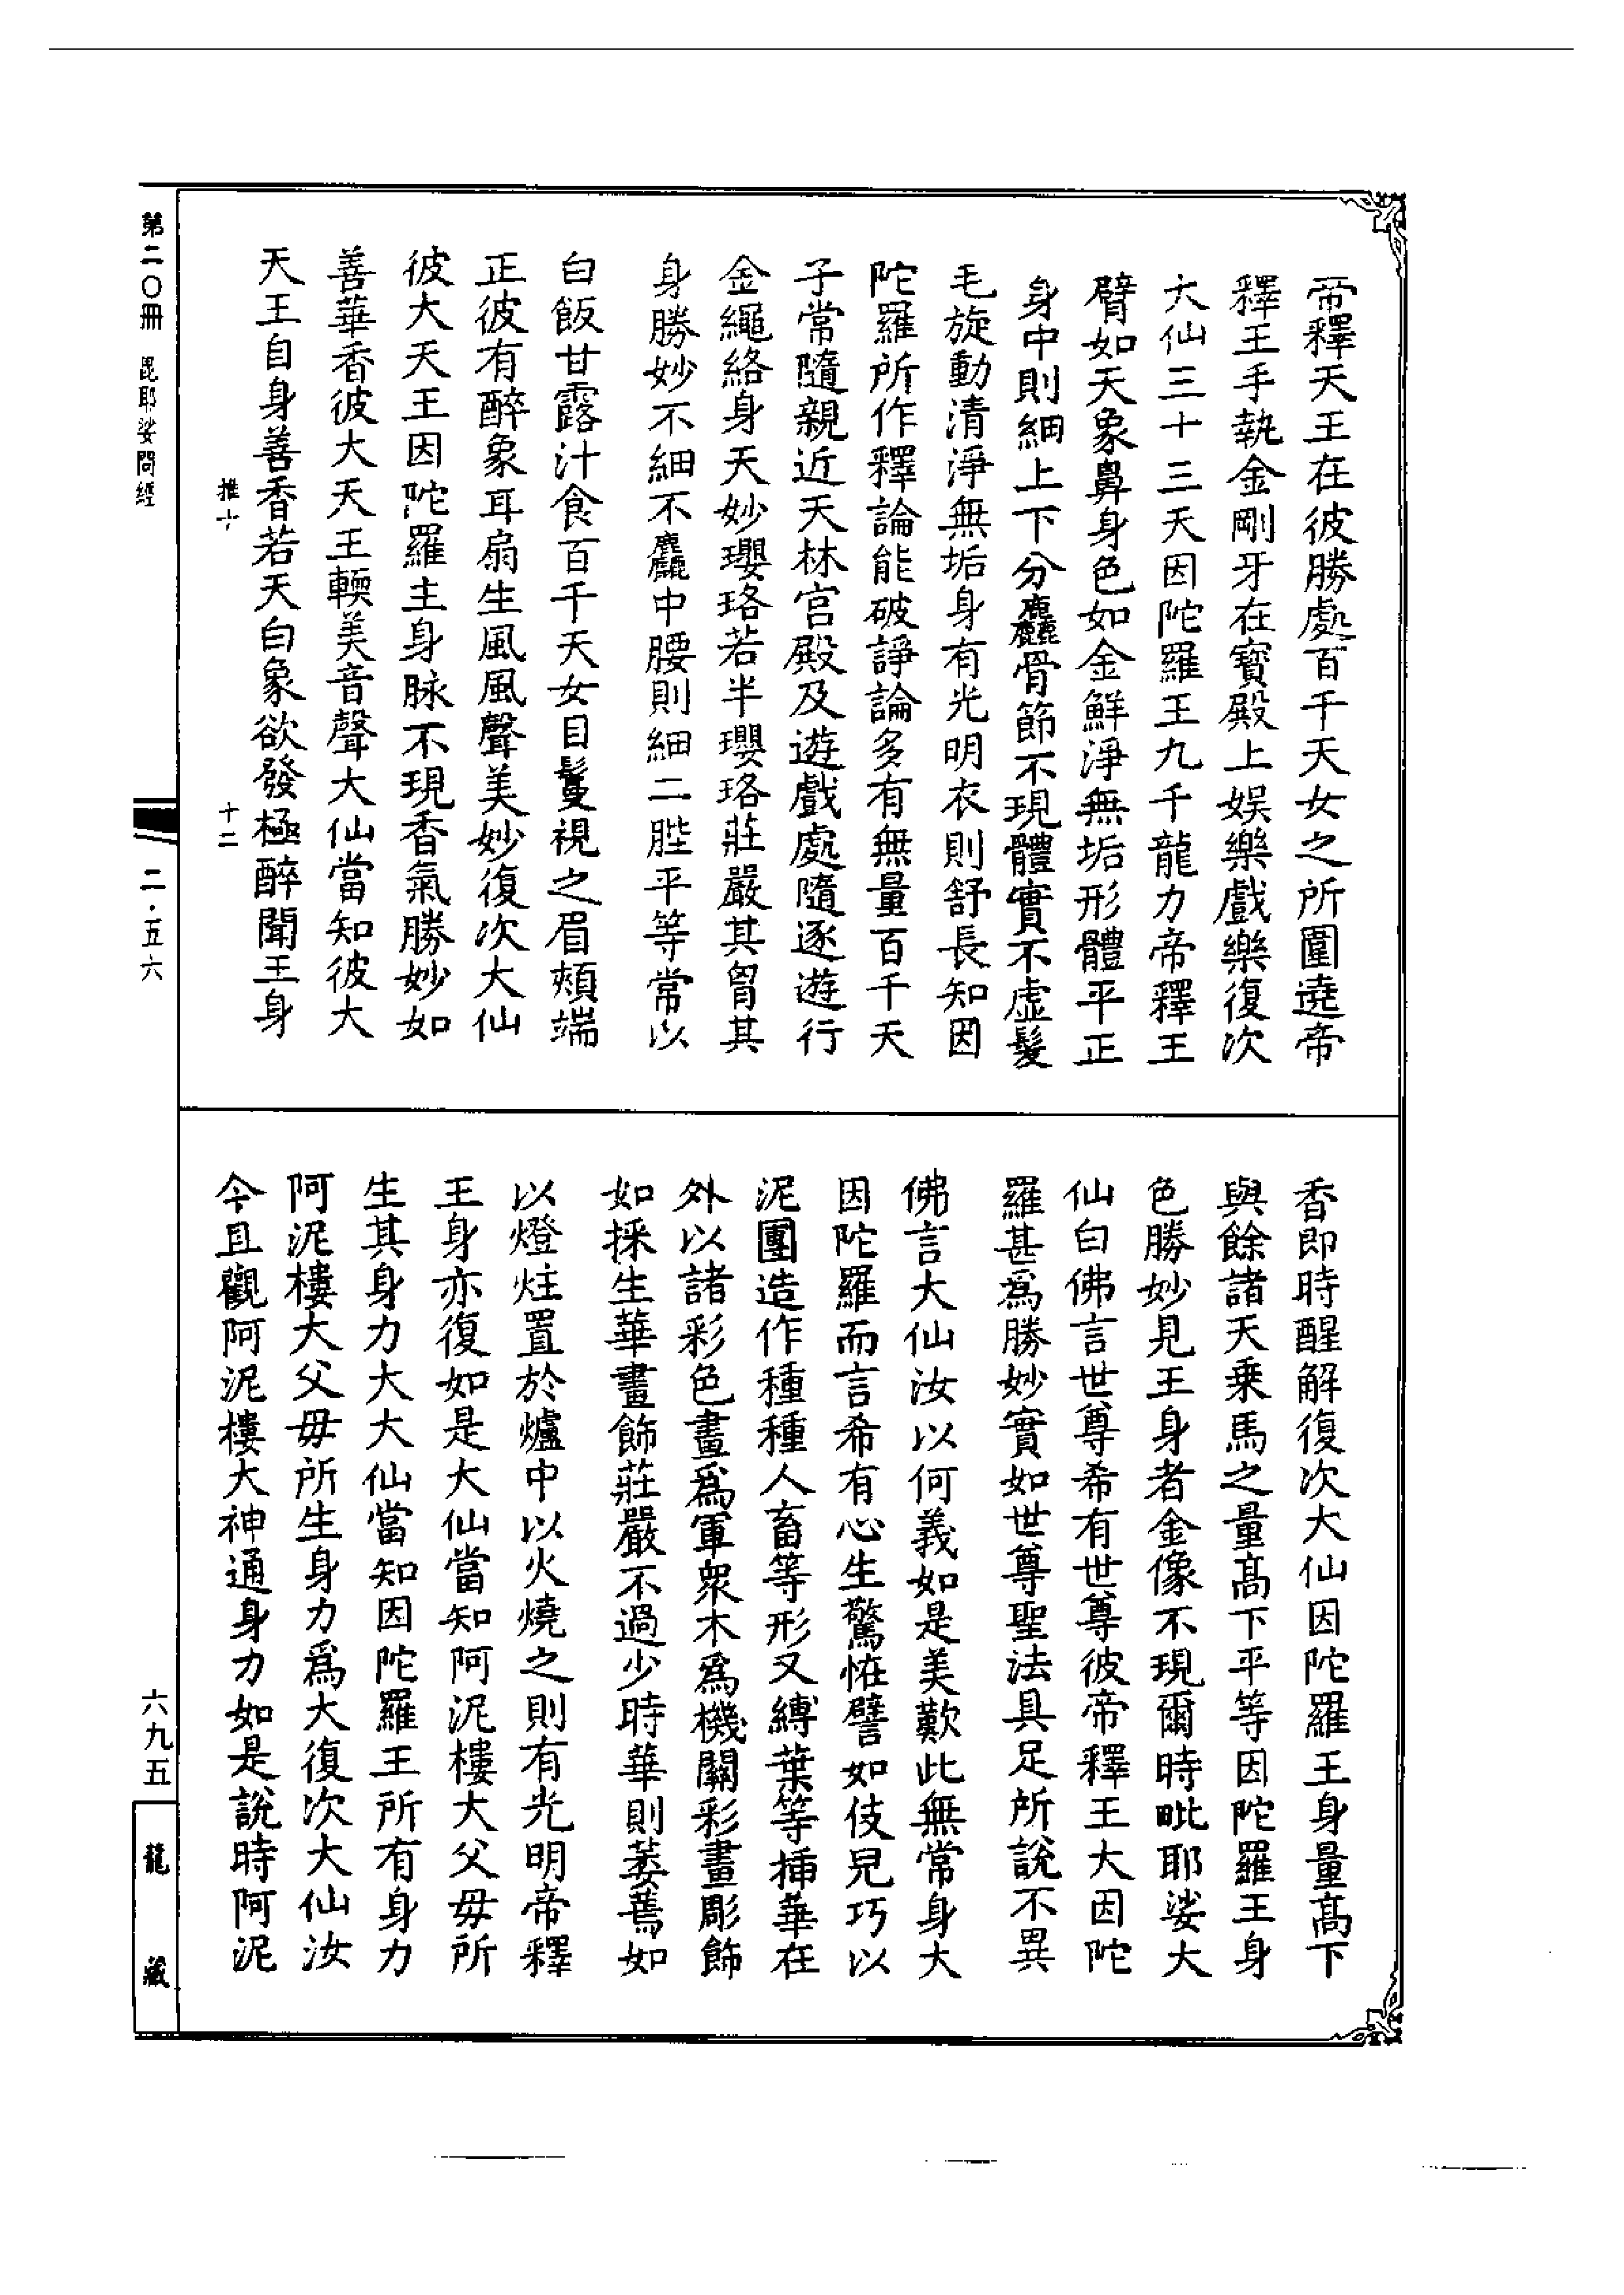 帝釋天王在彼勝處百千天女之所圍遶帝
釋王手執金剛牙在寳殿上娛樂戲樂復次
大仙三十三天因陀羅王九千龍力帝釋王
臂如天象鼻身色如金鮮淨無垢形體平正
身中則細上下分麤骨節不現體實不虛髮
毛旋動清淨無垢身有光明衣則舒長知因
陀羅所作釋論能破諍論多有無量百千天
子常隨親近天林宫殿及遊戲處隨逐遊行
金繩絡身天妙瓔珞若半瓔珞莊嚴其胷其
身勝妙不細不麤中腰則細二䏶平等常以
白飯甘露汁食百千天女目鬘視之眉頰端
正彼有醉象耳扇生風風聲美妙復次大仙
彼大天王因陀羅主身脉不現香氣勝妙如
善華香彼大天王輭美音聲大仙當知彼大
天王自身善香若天白象欲發極醉聞王身
推十 十二
第二〇冊 毘耶娑問經 二·五六 六九五 龍藏
香即時醒解復次大仙因陀羅王身量髙下
與餘諸天乗馬之量髙下平等因陀羅王身
色勝妙見王身者金像不現爾時毗耶娑大
仙白佛言世尊希有世尊彼帝釋王大因陀
羅甚爲勝妙實如世尊聖法具足所說不異
佛言大仙汝以何義如是美歎此無常身大
因陀羅而言希有心生驚恠譬如伎兒巧以
泥團造作種種人畜等形又縛葉等揷華在
外以諸彩色畫爲軍衆木爲機關彩畫彫飾
如採生華畫飾莊嚴不過少時華則萎蔫如
以燈炷置於爐中以火燒之則有光明帝釋
王身亦復如是大仙當知阿泥樓大父毋所
生其身力大大仙當知因陀羅王所有身力
阿泥樓大父毋所生身力爲大復次大仙汝
今且觀阿泥樓大神通身力如是說時阿泥